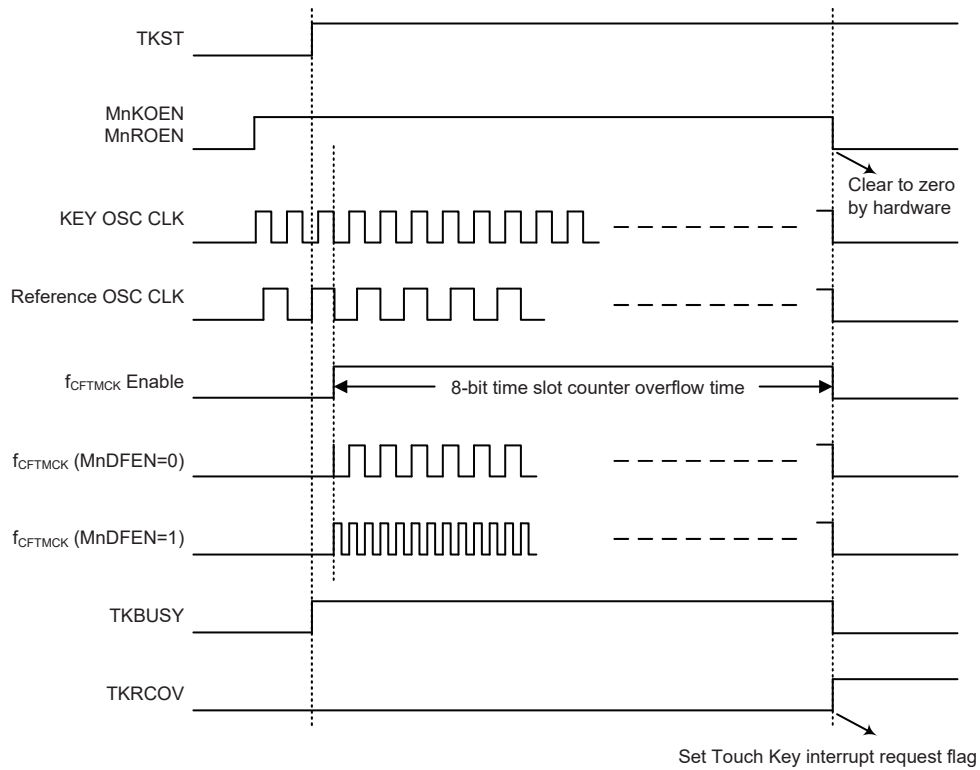 TKST
MnKOEN
MnROEN
Clear to zero
by hardware
KEY OSC CLK
Reference OSC CLK
fCFTMCK Enable
8-bit time slot counter overflow time
fCFTMCK (MnDFEN=0)
fCFTMCK (MnDFEN=1)
TKBUSY
TKRCOV
Set Touch Key interrupt request flag